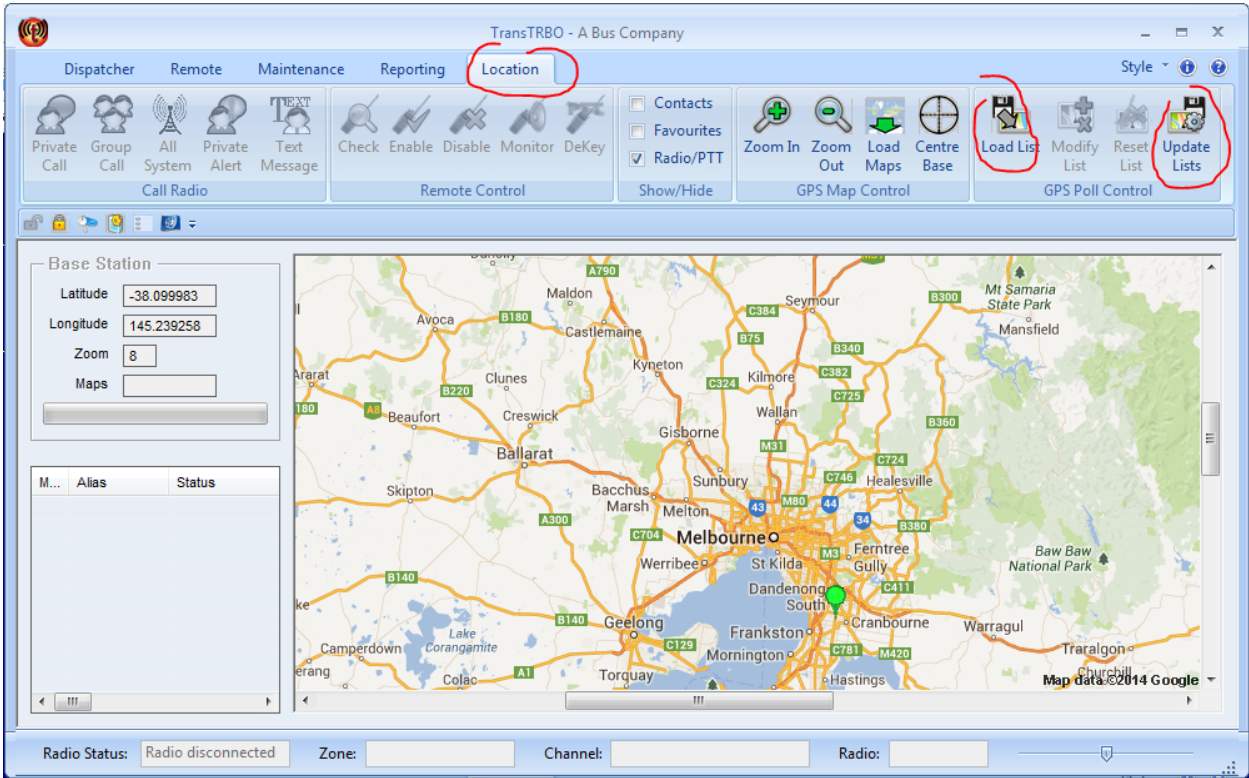 TransTRBO - A Bus Company
Dispatcher Remote Maintenance Reporting Location Style
Private Call
Group Call
All System
Private Alert
TEXT
Text Message
Call Radio
Check
Enable
Disable
Monitor
DeKey
Remote Control
Contacts
Favourites
Radio/PTT
Show/Hide
Zoom In
Zoom Out
Load Maps
Centre Base
GPS Map Control
Load List
Modify List
Reset List
Update Lists
GPS Poll Control
Base Station
Latitude -38.099983
Longitude 145.239258
Zoom 8
Maps
M... Alias Status
A790
M31
Mt Samaria
State Park
Maldon
Seymour
B300
C384
Avoca
B180
Castlemaine
Mansfield
B75
B340
Kyneton
Ararat
Clunes
C324
Kilmore
C382
B220
C725
180
A8
Beaufort
Creswick
Wallan
B360
Gisborne
M31
Ballarat
C724
Sunbury
C746
Healesville
Skipton
Bacchus
Marsh
Melton
43
M80
44
34
A300
B380
C704
Melbourne
M3
Ferntree
Gully
Baw Baw
National Park
Werribee
St Kilda
B140
Dandenong
South
C411
ke
B140
Geelong
Cranbourne
Warragul
Lake
Corangamite
Frankston
Camperdown
C129
Mornington
C781
M420
Traralgon
erang
Colac
A1
Torquay
Hastings
Churchill
Map data ©2014 Google
Radio Status: Radio disconnected Zone: Channel: Radio: